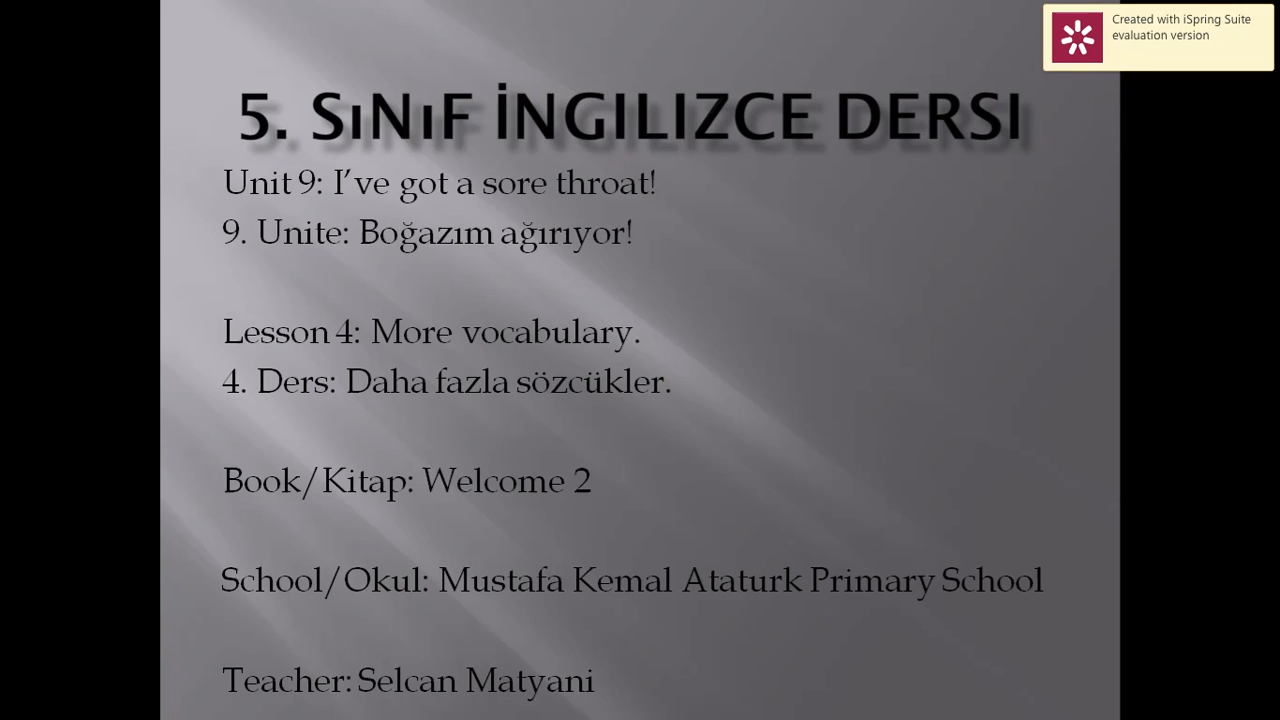 Created with iSpring Suite
evaluation version
5. SıNıF İNGILIZCE DERSI
Unit 9: I've got a sore throat!
9. Unite: Boğazım ağırıyor!
Lesson 4: More vocabulary.
4. Ders: Daha fazla sözcükler.
Book/Kitap: Welcome 2
School/Okul: Mustafa Kemal Ataturk Primary School
Teacher: Selcan Matyani